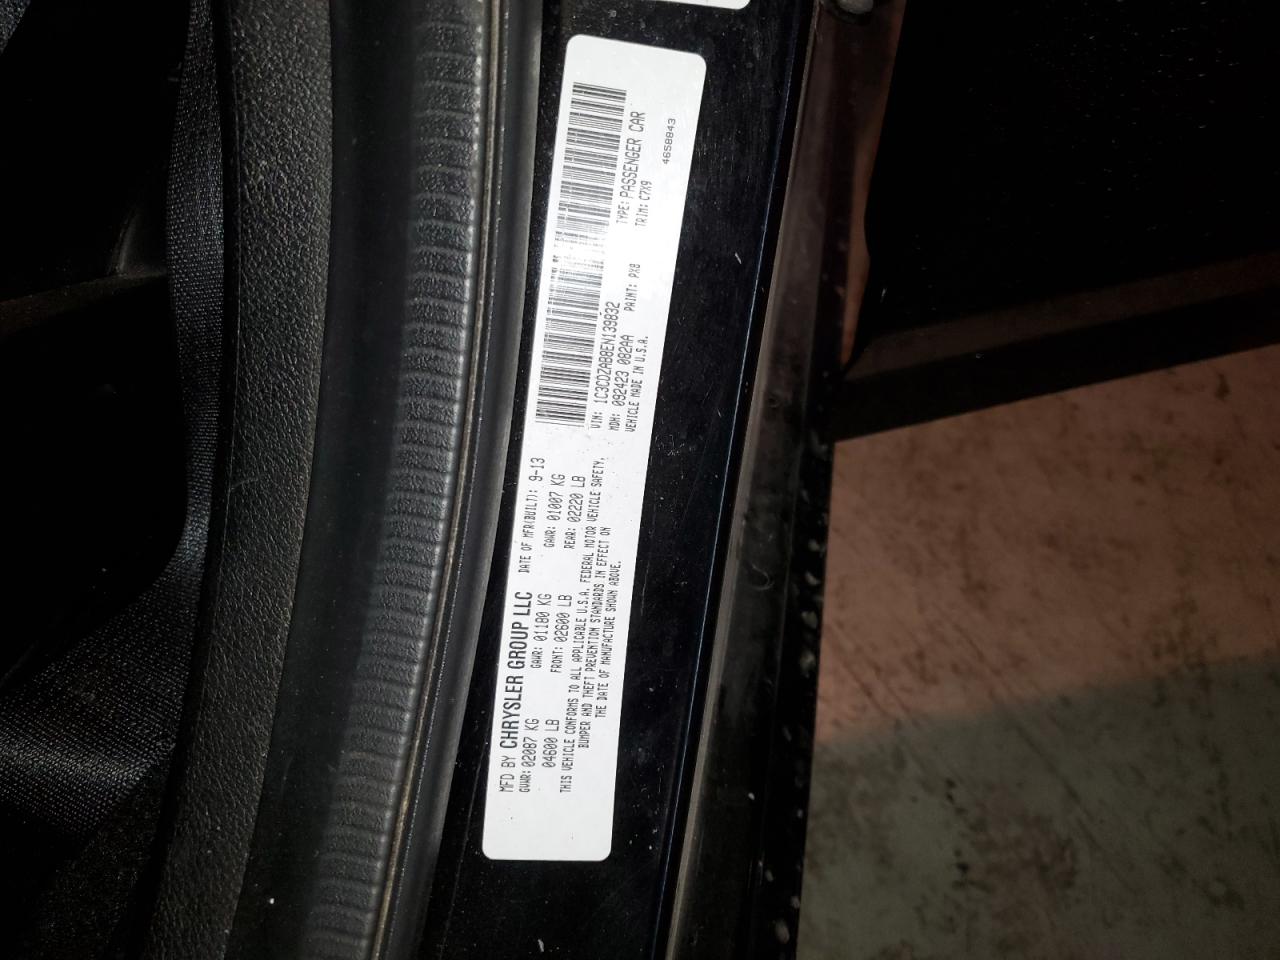 MFD BY CHRYSLER GROUP LLC DATE OF MFR(BUILT): 9-13
GVWR: 02087 KG GAWR: 01180 KG GAWR: 01007 KG
04600 LB FRONT: 02600 LB REAR: 02220 LB
THIS VEHICLE CONFORMS TO ALL APPLICABLE U.S.A. FEDERAL MOTOR VEHICLE SAFETY,
BUMPER AND THEFT PREVENTION STANDARDS IN EFFECT ON
THE DATE OF MANUFACTURE SHOWN ABOVE.
VIN: 1C3CDZAB8EN139832 TYPE: PASSENGER CAR
MDH: 092423 082AA PAINT: PX8 TRIM: C7X9
VEHICLE MADE IN U.S.A.
4658843